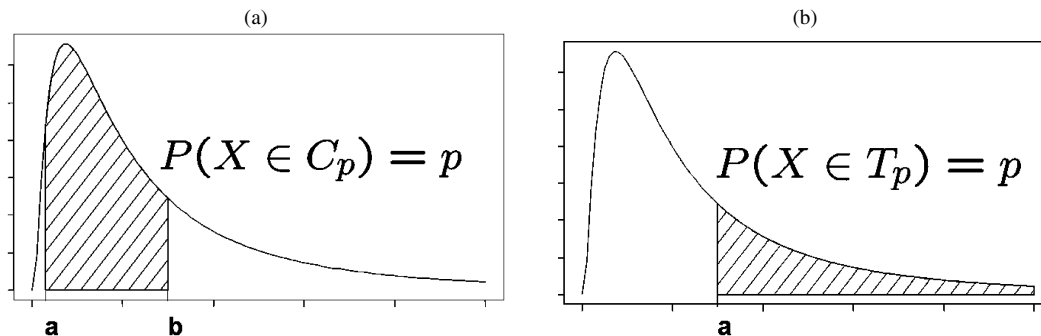 (a)
P(X ∈ C_p) = p
a b
(b)
P(X ∈ T_p) = p
a